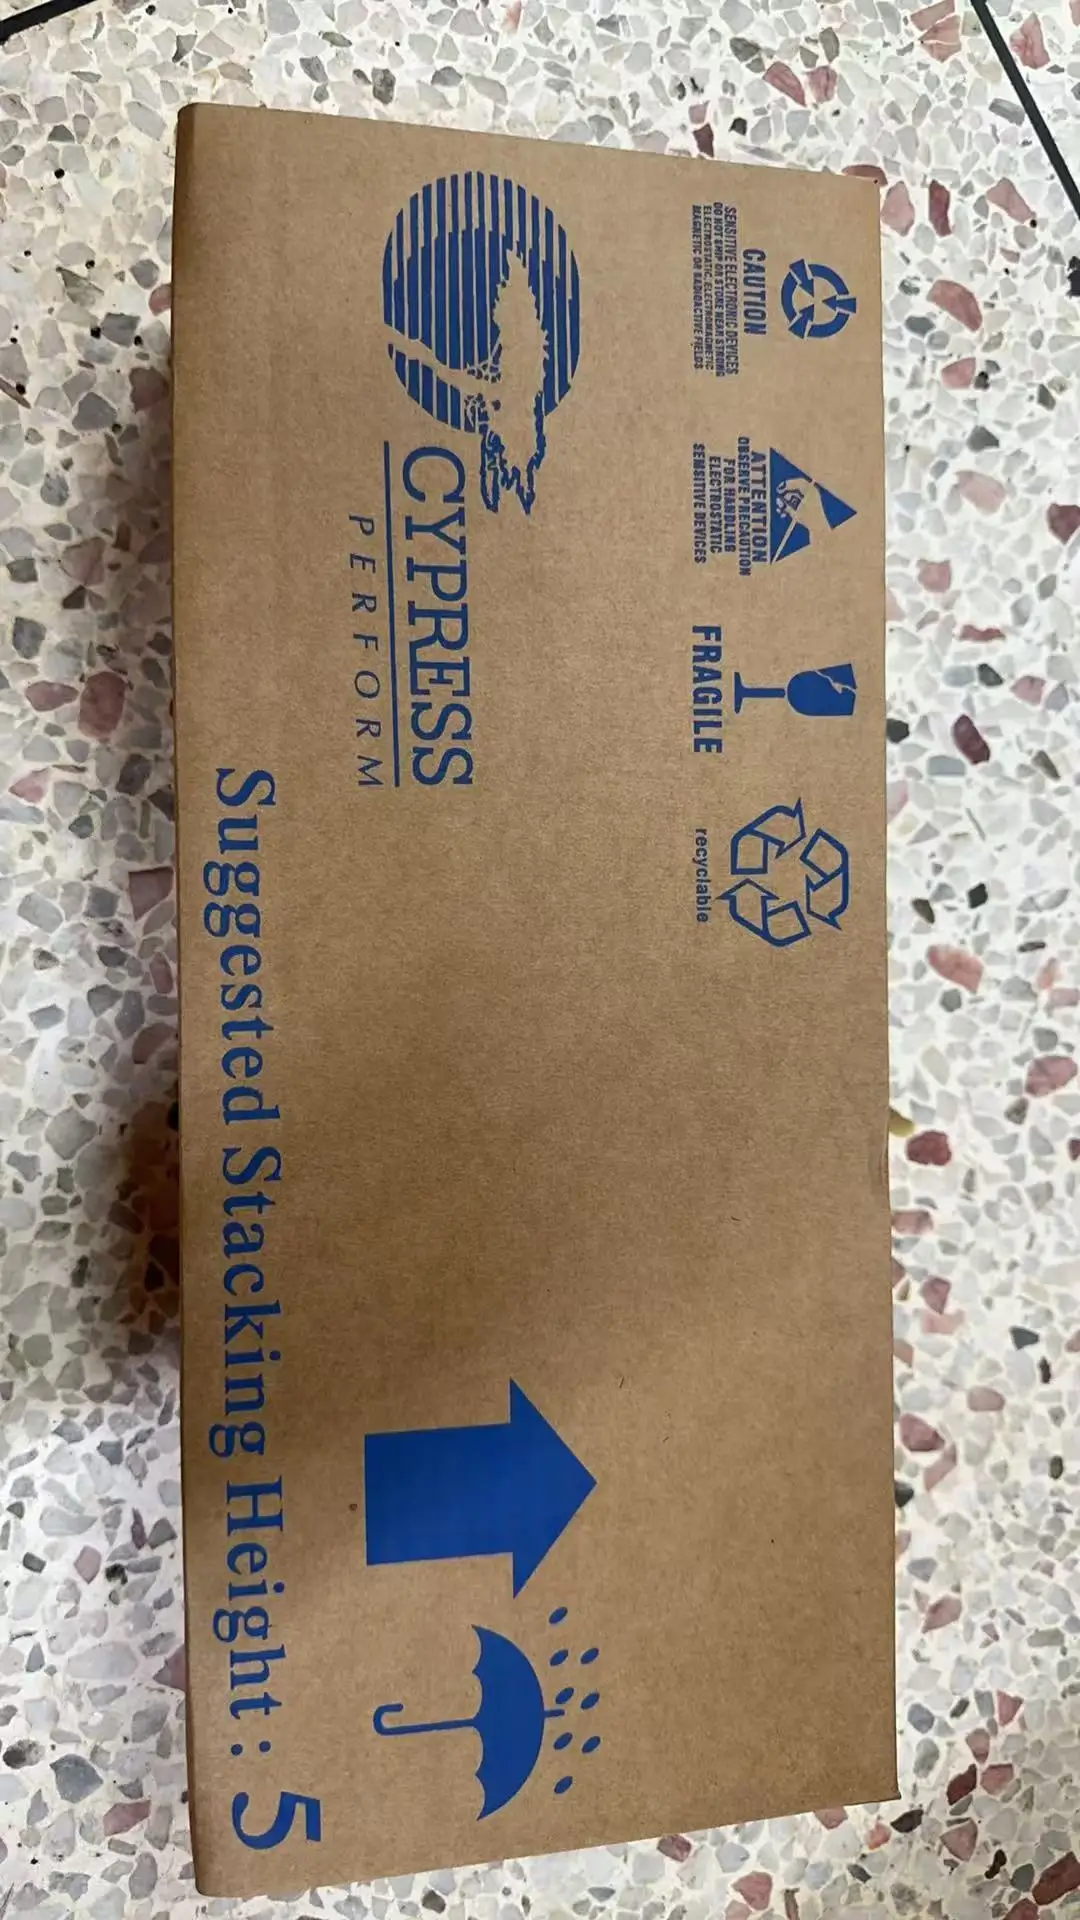 CAUTION
SENSITIVE ELECTRONIC DEVICES
DO NOT SHIP OR STORE NEAR STRONG
ELECTROSTATIC, ELECTROMAGNETIC
MAGNETIC OR RADIOACTIVE FIELDS
ATTENTION
OBSERVE PRECAUTION
FOR HANDLING
ELECTROSTATIC
SENSITIVE DEVICES
FRAGILE
recyclable
CYPRESS
PERFORM
Suggested Stacking Height : 5